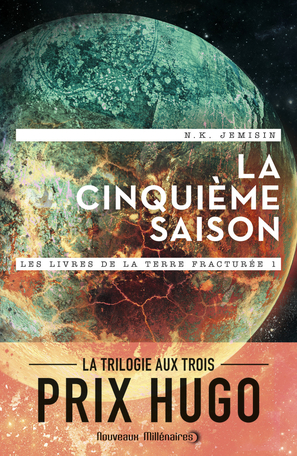 N.K. JEMISIN
LA
CINQUIÈME
SAISON
LES LIVRES DE LA TERRE FRACTURÉE 1
LA TRILOGIE AUX TROIS
PRIX HUGO
Nouveaux Millénaires